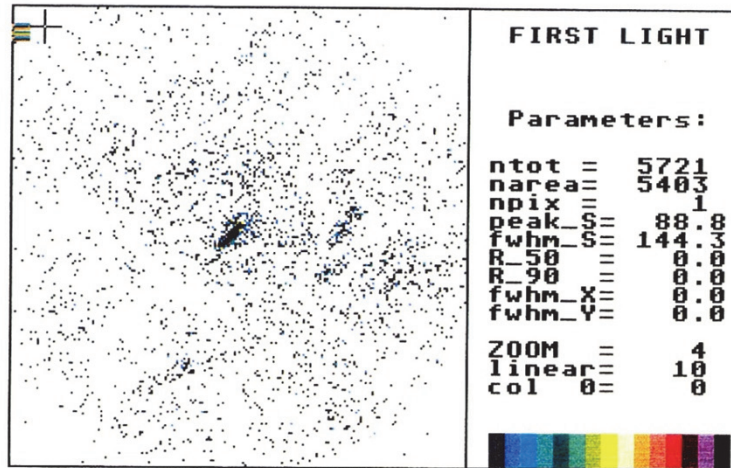 FIRST LIGHT
Parameters:
ntot = 5721
narea= 5403
npix = 1
peak_S= 88.8
fwhm_S= 144.3
R_50 = 0.0
R_90 = 0.0
fwhm_X= 0.0
fwhm_Y= 0.0
ZOOM = 4
linear= 10
col 0= 0